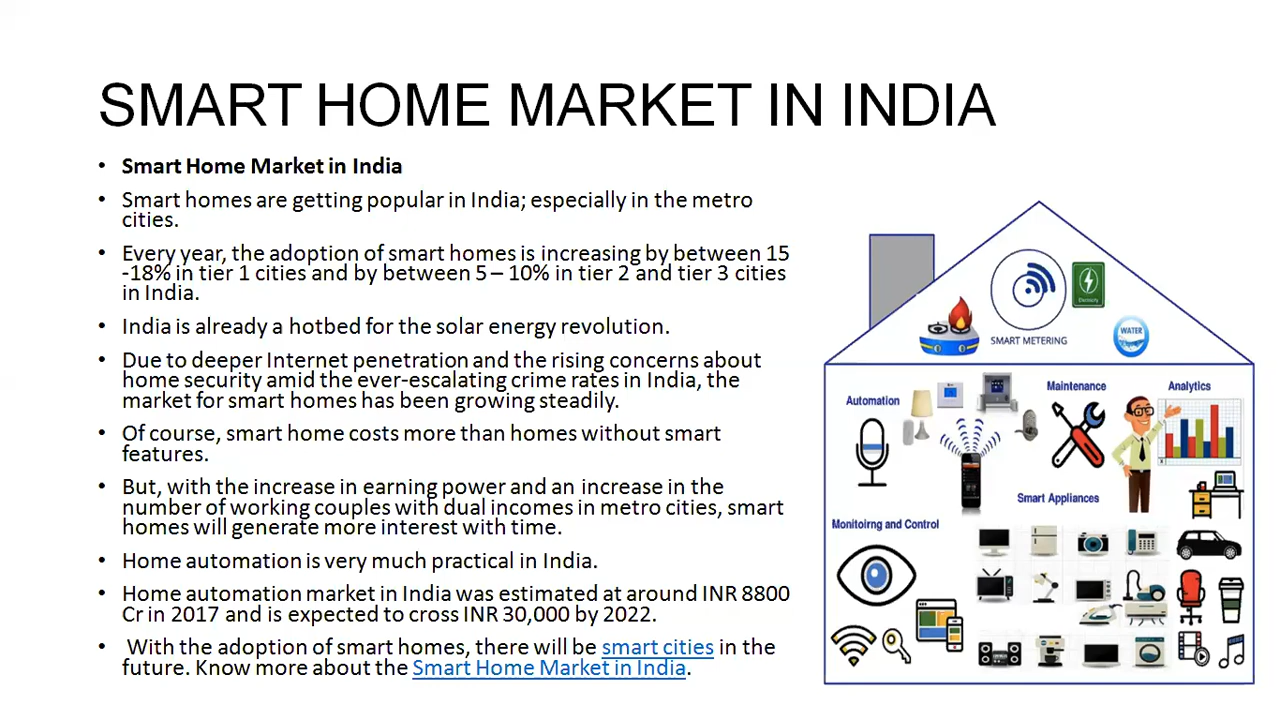 SMART HOME MARKET IN INDIA
• Smart Home Market in India
• Smart homes are getting popular in India; especially in the metro
cities.
• Every year, the adoption of smart homes is increasing by between 15
-18% in tier 1 cities and by between 5 – 10% in tier 2 and tier 3 cities
in India.
• India is already a hotbed for the solar energy revolution.
• Due to deeper Internet penetration and the rising concerns about
home security amid the ever-escalating crime rates in India, the
market for smart homes has been growing steadily.
• Of course, smart home costs more than homes without smart
features.
• But, with the increase in earning power and an increase in the
number of working couples with dual incomes in metro cities, smart
homes will generate more interest with time.
• Home automation is very much practical in India.
• Home automation market in India was estimated at around INR 8800
Cr in 2017 and is expected to cross INR 30,000 by 2022.
• With the adoption of smart homes, there will be smart cities in the
future. Know more about the Smart Home Market in India.
Electricity
WATER
SMART METERING
Automation
Maintenance
Analytics
Smart Appliances
Monitoirng and Control